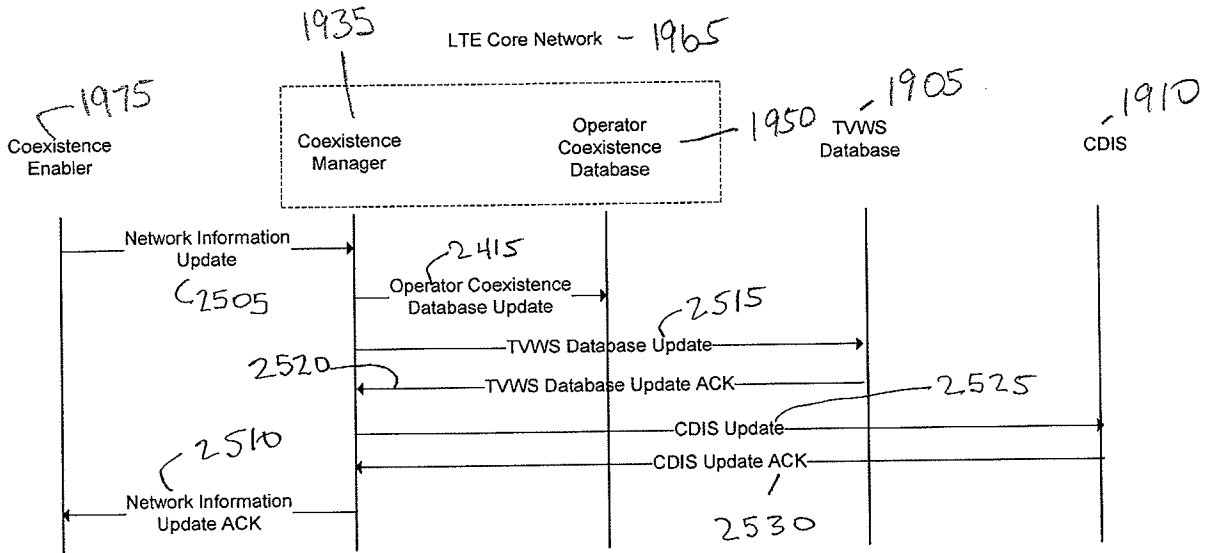 1935
LTE Core Network - 1965
1975
1905
1910
Coexistence
Enabler
Coexistence
Manager
Operator
Coexistence
Database
1950
TVWS
Database
CDIS
Network Information
Update
2505
2415
Operator Coexistence
Database Update
2515
TVWS Database Update
2520
TVWS Database Update ACK
2525
CDIS Update
2510
CDIS Update ACK
Network Information
Update ACK
2530